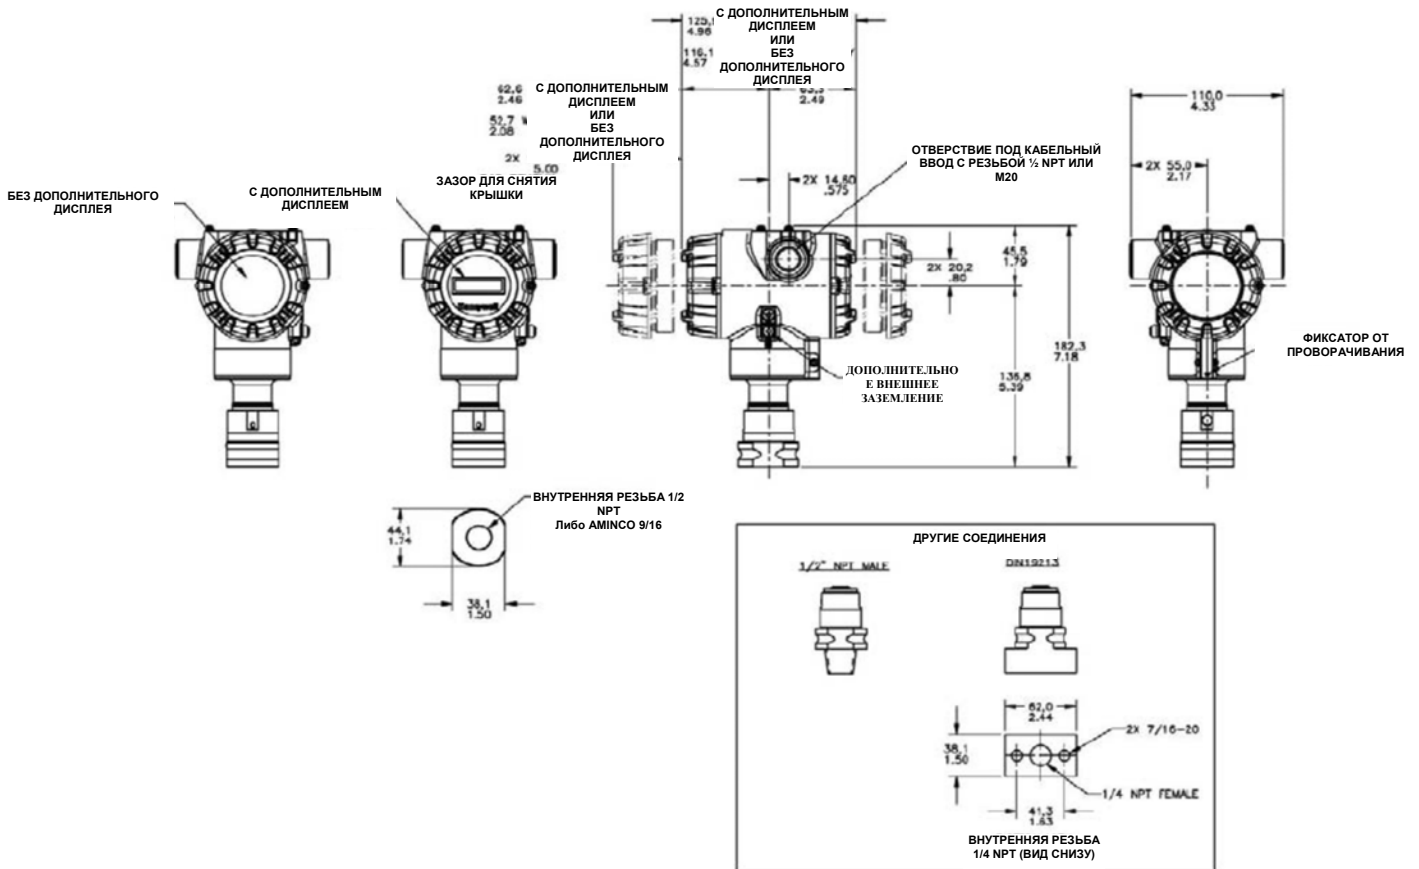 С ДОПОЛНИТЕЛЬНЫМ
ДИСПЛЕЕМ
ИЛИ
БЕЗ
ДОПОЛНИТЕЛЬНОГО
ДИСПЛЕЯ
4.96
116,1
4.57
2.49
62,6
2.46
52,7
2.08
2X
5.00
С ДОПОЛНИТЕЛЬНЫМ
ДИСПЛЕЕМ
ИЛИ
БЕЗ
ДОПОЛНИТЕЛЬНОГО
ДИСПЛЕЯ
110,0
4.33
ОТВЕРСТВИЕ ПОД КАБЕЛЬНЫЙ
ВВОД С РЕЗЬБОЙ ½ NPT ИЛИ
M20
2X 55,0
2.17
2X 14,60
.575
ЗАЗОР ДЛЯ СНЯТИЯ
КРЫШКИ
БЕЗ ДОПОЛНИТЕЛЬНОГО
ДИСПЛЕЯ
С ДОПОЛНИТЕЛЬНЫМ
ДИСПЛЕЕМ
45,5
1.79
2X 20,2
.80
182,3
7.18
136,8
5.39
ФИКСАТОР ОТ
ПРОВОРАЧИВАНИЯ
ДОПОЛНИТЕЛЬНО
Е ВНЕШНЕЕ
ЗАЗЕМЛЕНИЕ
ВНУТРЕННЯЯ РЕЗЬБА 1/2
NPT
Либо AMINCO 9/16
44,1
1.74
38,1
1.50
ДРУГИЕ СОЕДИНЕНИЯ
1/2" NPT MALE
DIN19213
62,0
2.44
2X 7/16-20
38,1
1.50
1/4 NPT FEMALE
41,3
1.63
ВНУТРЕННЯЯ РЕЗЬБА
1/4 NPT (ВИД СНИЗУ)